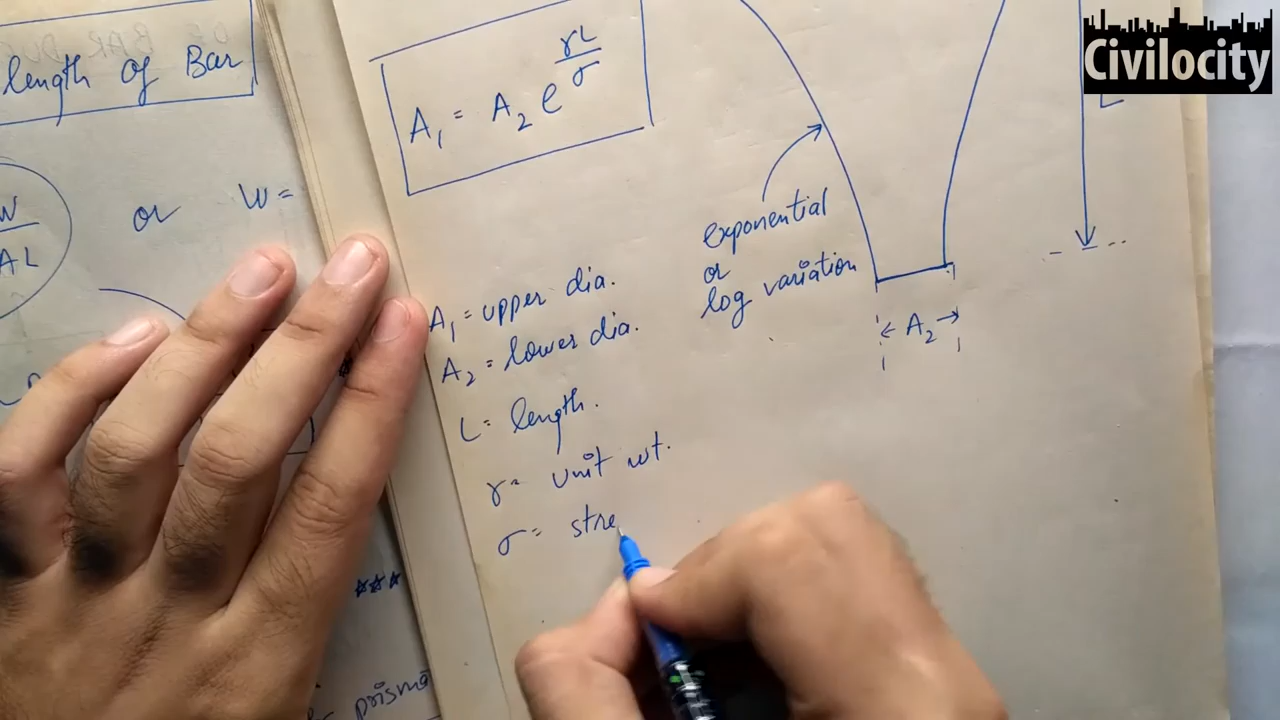 length of Bar
W/AL or W =
A₁ = A₂ e^(γL/σ)
exponential
or
log variation
A₂
L
A₁ = upper dia.
A₂ = lower dia.
L = length.
γ = unit wt.
σ = stre
***
prism
Civilocity